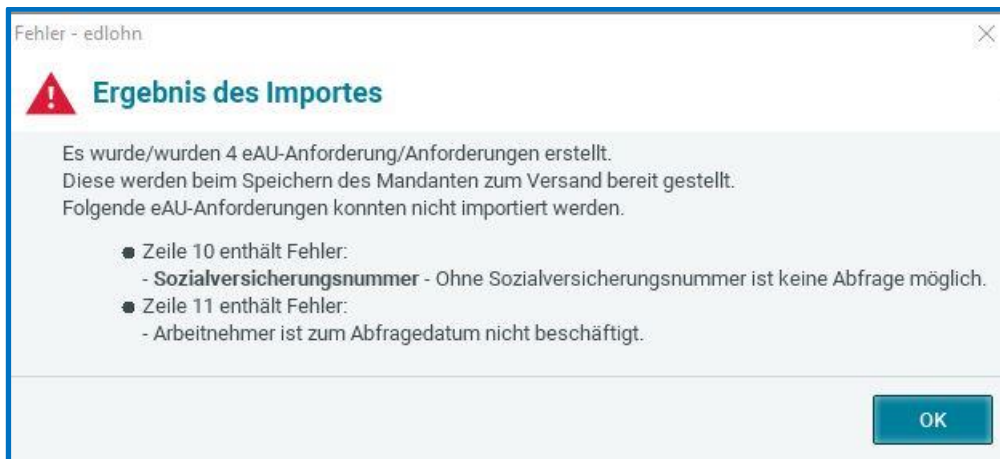 Fehler - edlohn
Ergebnis des Importes
Es wurde/wurden 4 eAU-Anforderung/Anforderungen erstellt.
Diese werden beim Speichern des Mandanten zum Versand bereit gestellt.
Folgende eAU-Anforderungen konnten nicht importiert werden.
● Zeile 10 enthält Fehler:
- Sozialversicherungsnummer - Ohne Sozialversicherungsnummer ist keine Abfrage möglich.
● Zeile 11 enthält Fehler:
- Arbeitnehmer ist zum Abfragedatum nicht beschäftigt.
OK